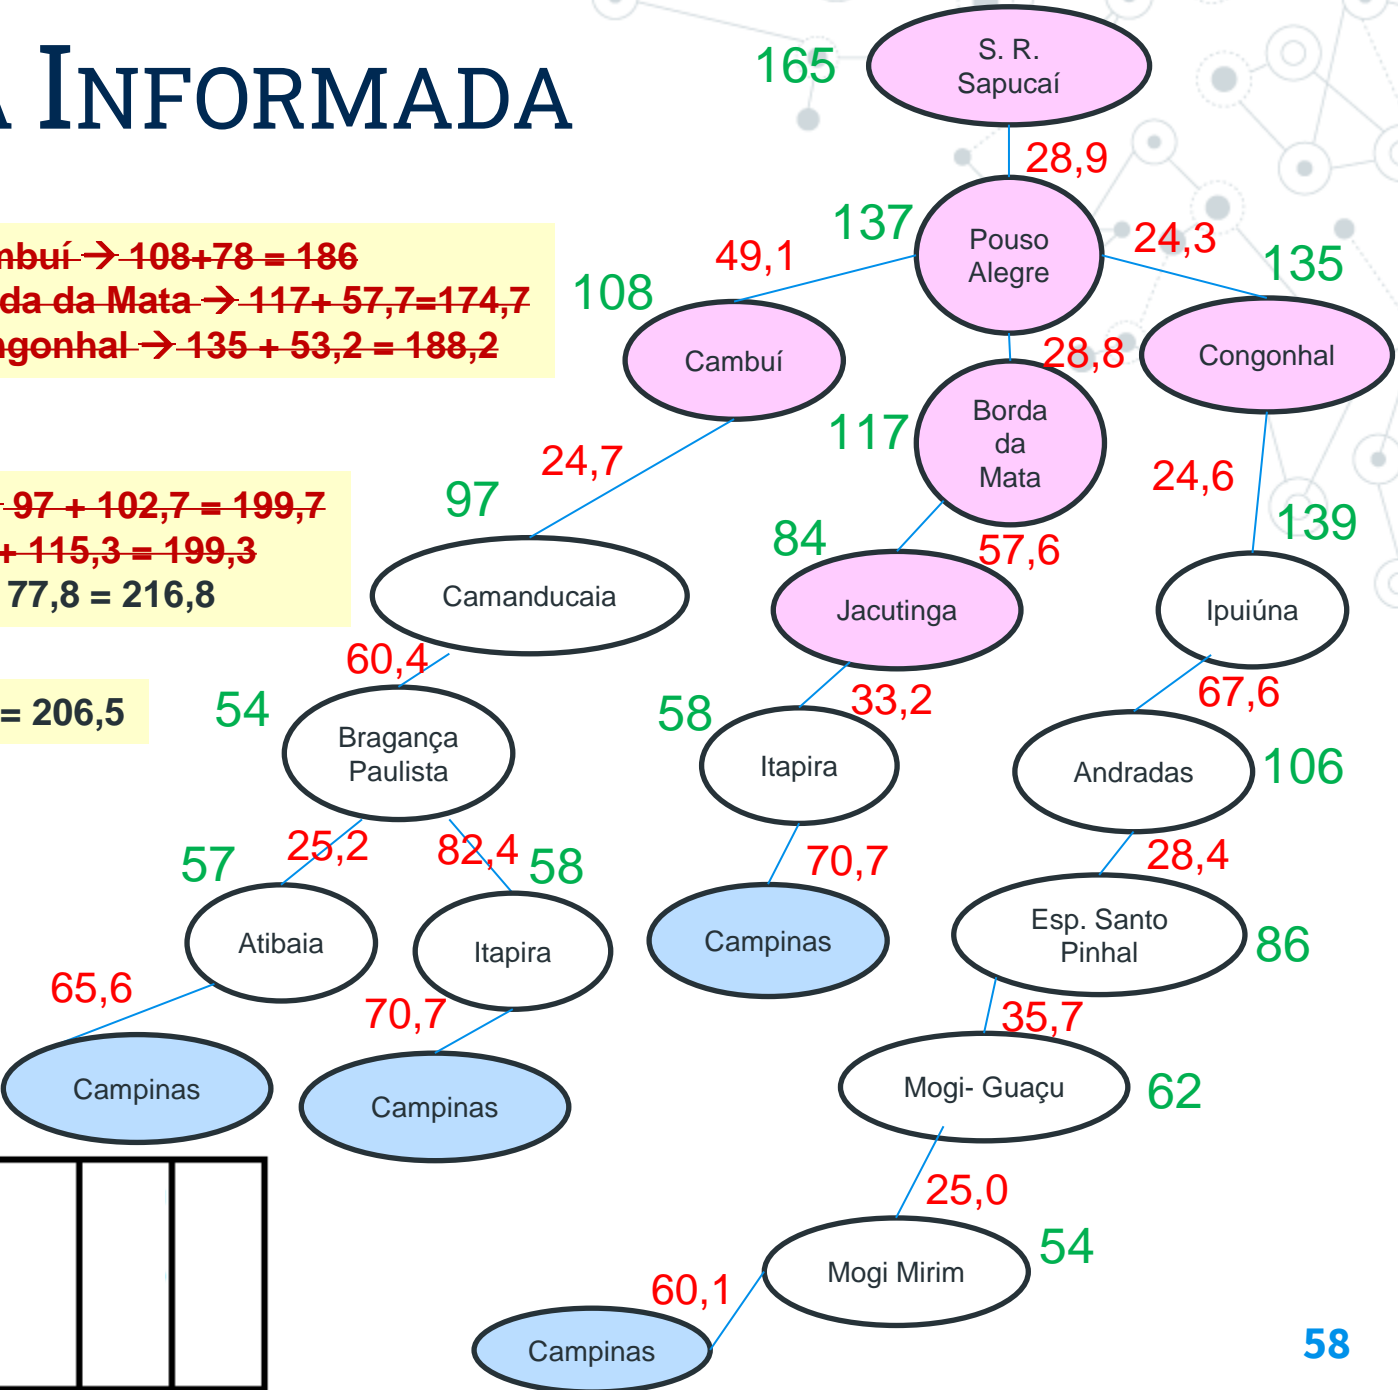 A INFORMADA
mbuí → 108+78 = 186
da da Mata → 117+ 57,7=174,7
ngonhal → 135 + 53,2 = 188,2
97 + 102,7 = 199,7
+ 115,3 = 199,3
77,8 = 216,8
= 206,5
165
S. R.
Sapucaí
28,9
137
Pouso
Alegre
49,1
24,3
135
108
Cambuí
28,8
Congonhal
117
Borda
da
Mata
24,7
24,6
97
84
57,6
139
Camanducaia
Jacutinga
Ipuiúna
60,4
33,2
67,6
54
Bragança
Paulista
58
Itapira
Andradas
106
57
25,2
82,4
58
70,7
28,4
Atibaia
Itapira
Campinas
Esp. Santo
Pinhal
86
65,6
70,7
35,7
Campinas
Campinas
Mogi- Guaçu
62
25,0
Mogi Mirim
54
60,1
Campinas
58